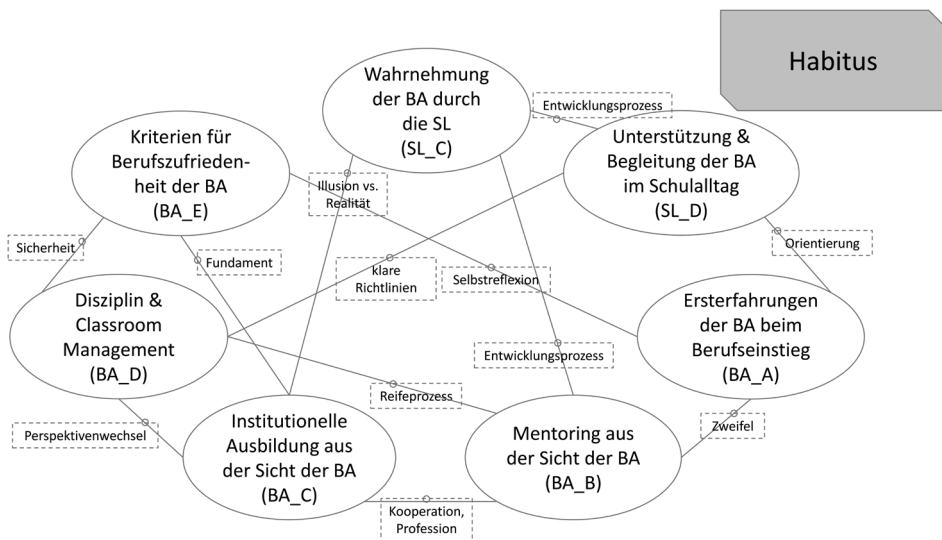 Habitus
Wahrnehmung
der BA durch
die SL
(SL_C)
Entwicklungsprozess
Kriterien für
Berufszufrieden-
heit der BA
(BA_E)
Unterstützung &
Begleitung der BA
im Schulalltag
(SL_D)
Illusion vs.
Realität
Sicherheit
Fundament
Orientierung
klare
Richtlinien
Selbstreflexion
Disziplin &
Classroom
Management
(BA_D)
Ersterfahrungen
der BA beim
Berufseinstieg
(BA_A)
Entwicklungsprozess
Reifeprozess
Perspektivenwechsel
Institutionelle
Ausbildung aus
der Sicht der BA
(BA_C)
Mentoring aus
der Sicht der BA
(BA_B)
Zweifel
Kooperation,
Profession